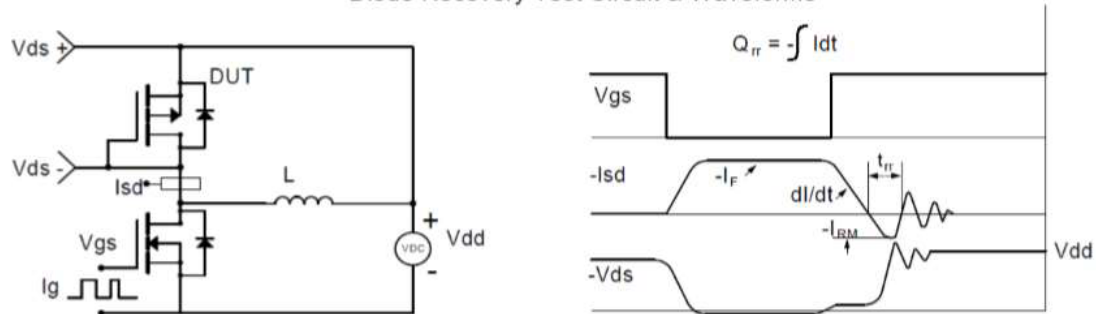 Diode Recovery Test Circuit & Waveforms
Vds +
DUT
Vds -
Isd
L
Vgs
Ig
+
VDC
-
Vdd
Qrr = -∫ Idt
Vgs
-Isd
-IF
dI/dt
trr
-IRM
Vdd
-Vds